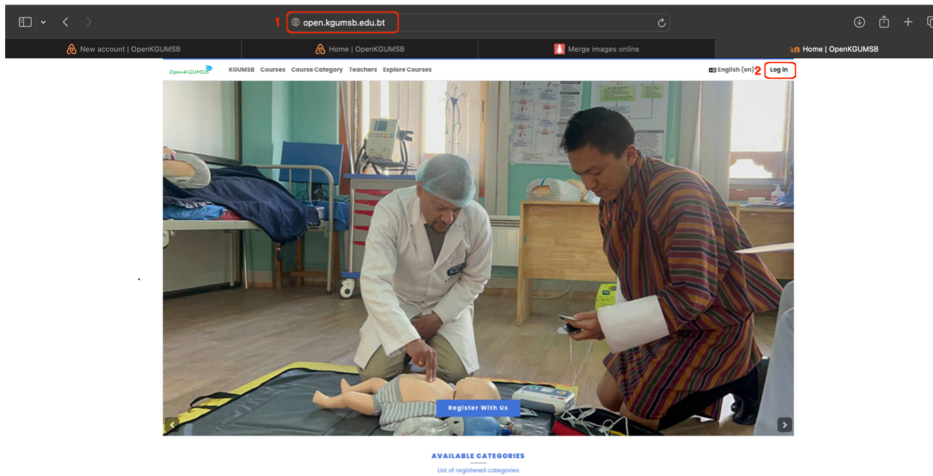 1 open.kgumsb.edu.bt
New account | OpenKGUMSB
Home | OpenKGUMSB
Merge images online
Home | OpenKGUMSB
OpenKGUMSB
KGUMSB Courses Course Category Teachers Explore Courses
English (en) 2 Log in
Register With Us
AVAILABLE CATEGORIES
List of registered categories